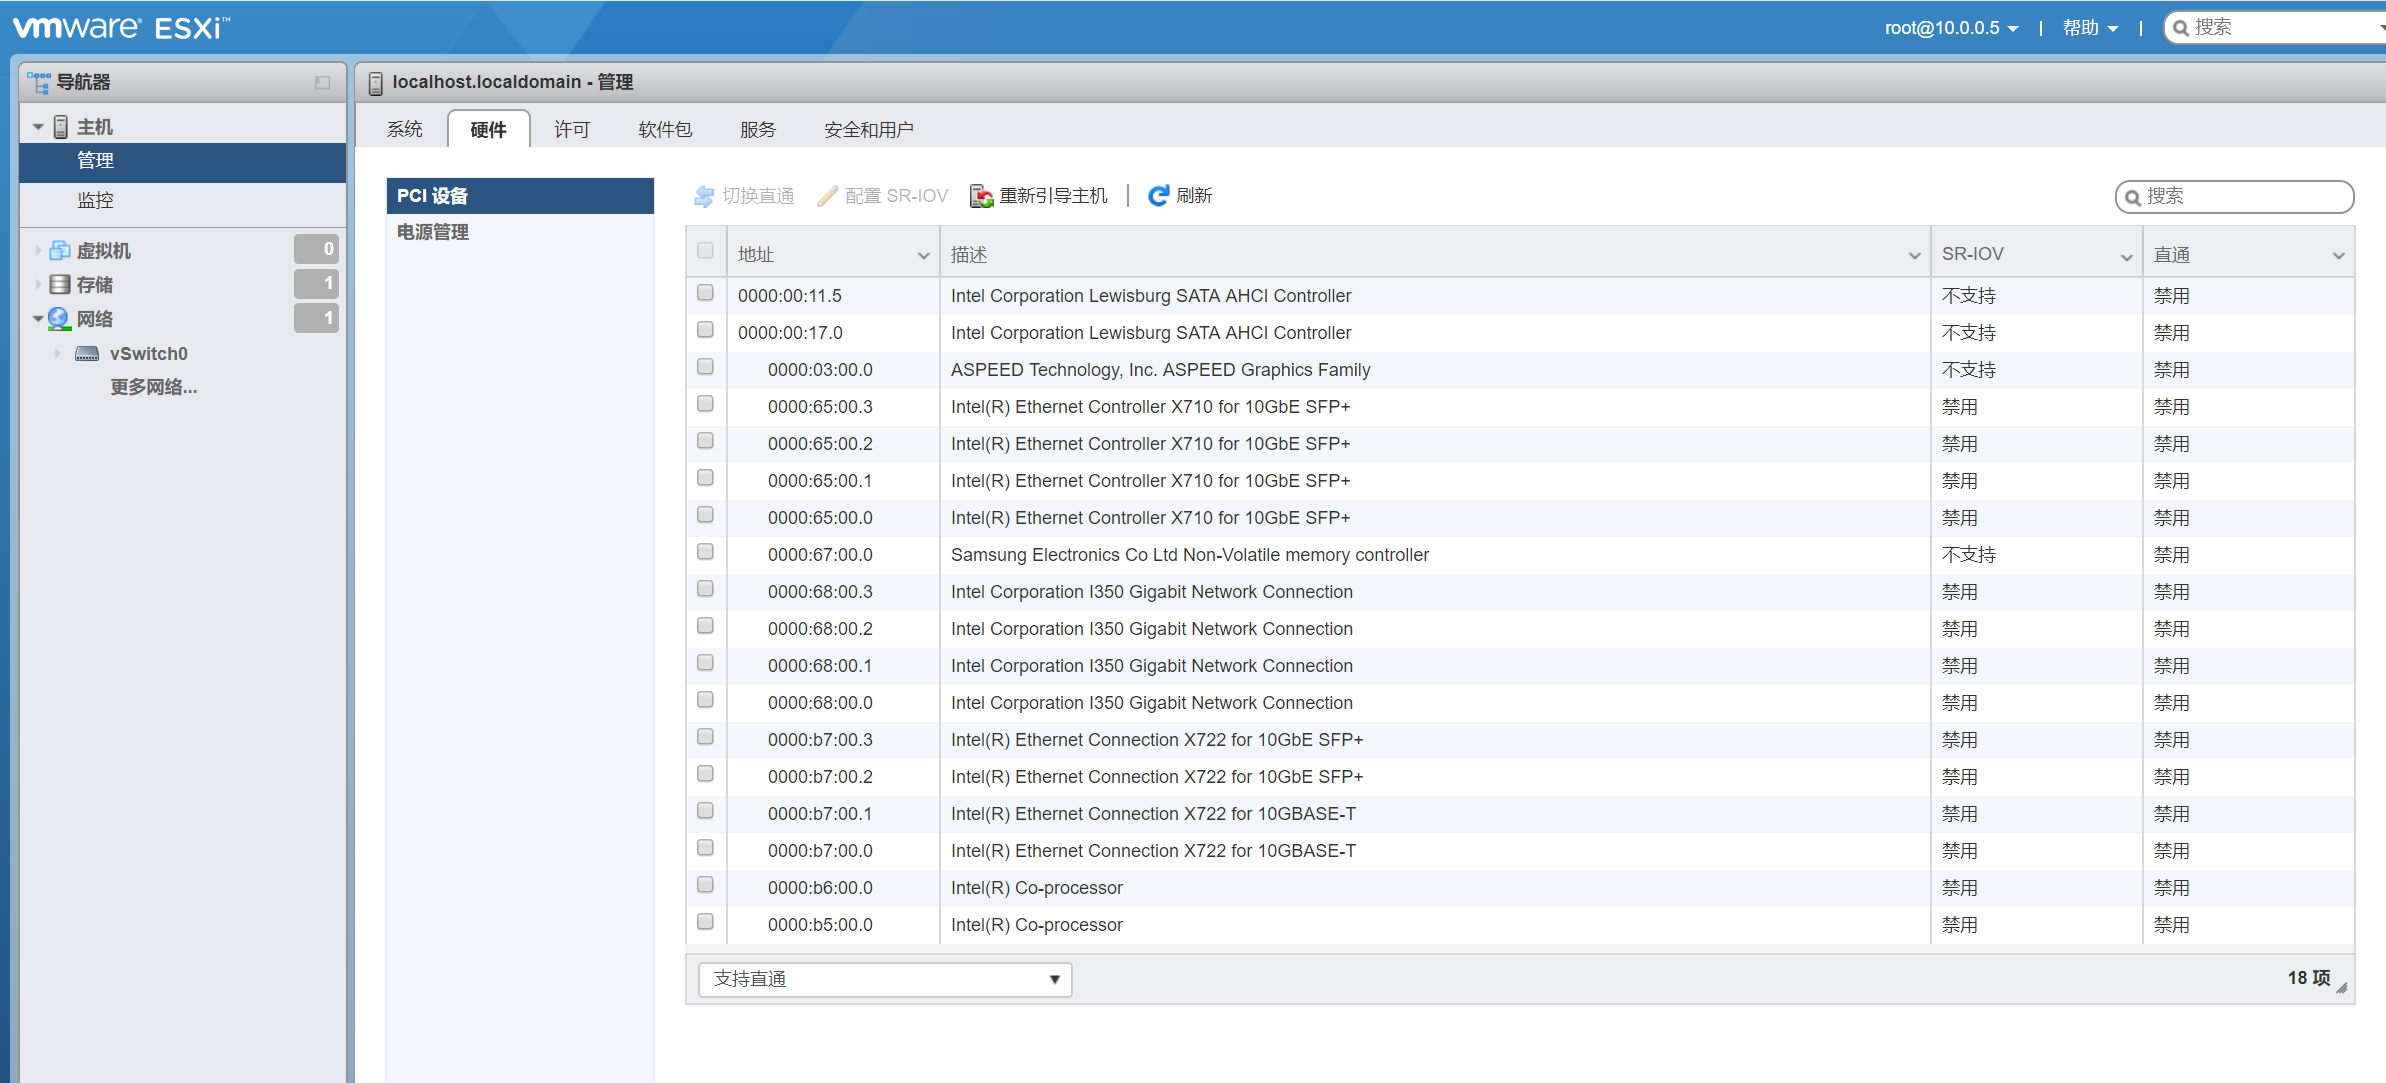 vmware ESXi™
root@10.0.0.5 | 帮助 | 搜索
导航器
主机
管理
监控
虚拟机 0
存储 1
网络 1
vSwitch0
更多网络...
localhost.localdomain - 管理
系统 硬件 许可 软件包 服务 安全和用户
PCI 设备
电源管理
切换直通 配置 SR-IOV 重新引导主机 | 刷新 搜索
地址 描述 SR-IOV 直通
0000:00:11.5 Intel Corporation Lewisburg SATA AHCI Controller 不支持 禁用
0000:00:17.0 Intel Corporation Lewisburg SATA AHCI Controller 不支持 禁用
0000:03:00.0 ASPEED Technology, Inc. ASPEED Graphics Family 不支持 禁用
0000:65:00.3 Intel(R) Ethernet Controller X710 for 10GbE SFP+ 禁用 禁用
0000:65:00.2 Intel(R) Ethernet Controller X710 for 10GbE SFP+ 禁用 禁用
0000:65:00.1 Intel(R) Ethernet Controller X710 for 10GbE SFP+ 禁用 禁用
0000:65:00.0 Intel(R) Ethernet Controller X710 for 10GbE SFP+ 禁用 禁用
0000:67:00.0 Samsung Electronics Co Ltd Non-Volatile memory controller 不支持 禁用
0000:68:00.3 Intel Corporation I350 Gigabit Network Connection 禁用 禁用
0000:68:00.2 Intel Corporation I350 Gigabit Network Connection 禁用 禁用
0000:68:00.1 Intel Corporation I350 Gigabit Network Connection 禁用 禁用
0000:68:00.0 Intel Corporation I350 Gigabit Network Connection 禁用 禁用
0000:b7:00.3 Intel(R) Ethernet Connection X722 for 10GbE SFP+ 禁用 禁用
0000:b7:00.2 Intel(R) Ethernet Connection X722 for 10GbE SFP+ 禁用 禁用
0000:b7:00.1 Intel(R) Ethernet Connection X722 for 10GBASE-T 禁用 禁用
0000:b7:00.0 Intel(R) Ethernet Connection X722 for 10GBASE-T 禁用 禁用
0000:b6:00.0 Intel(R) Co-processor 禁用 禁用
0000:b5:00.0 Intel(R) Co-processor 禁用 禁用
支持直通 18 项